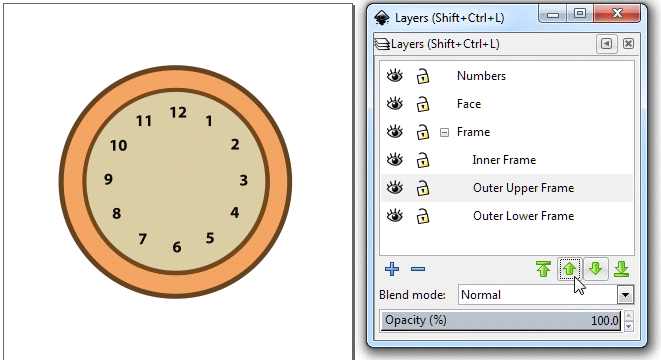 Layers (Shift+Ctrl+L)
Layers (Shift+Ctrl+L)
Numbers
Face
Frame
Inner Frame
Outer Upper Frame
Outer Lower Frame
Blend mode: Normal
Opacity (%) 100.0
12
11 1
10 2
9 3
8 4
7 5
6